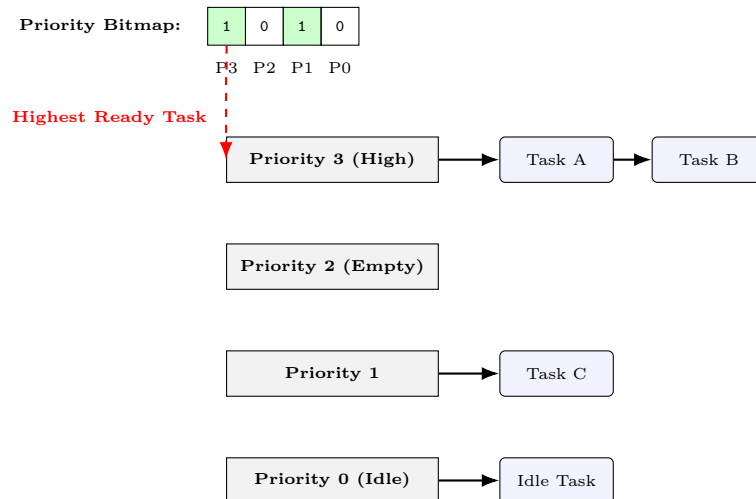 Priority Bitmap: 1 0 1 0
P3 P2 P1 P0
Highest Ready Task
Priority 3 (High) Task A Task B
Priority 2 (Empty)
Priority 1 Task C
Priority 0 (Idle) Idle Task